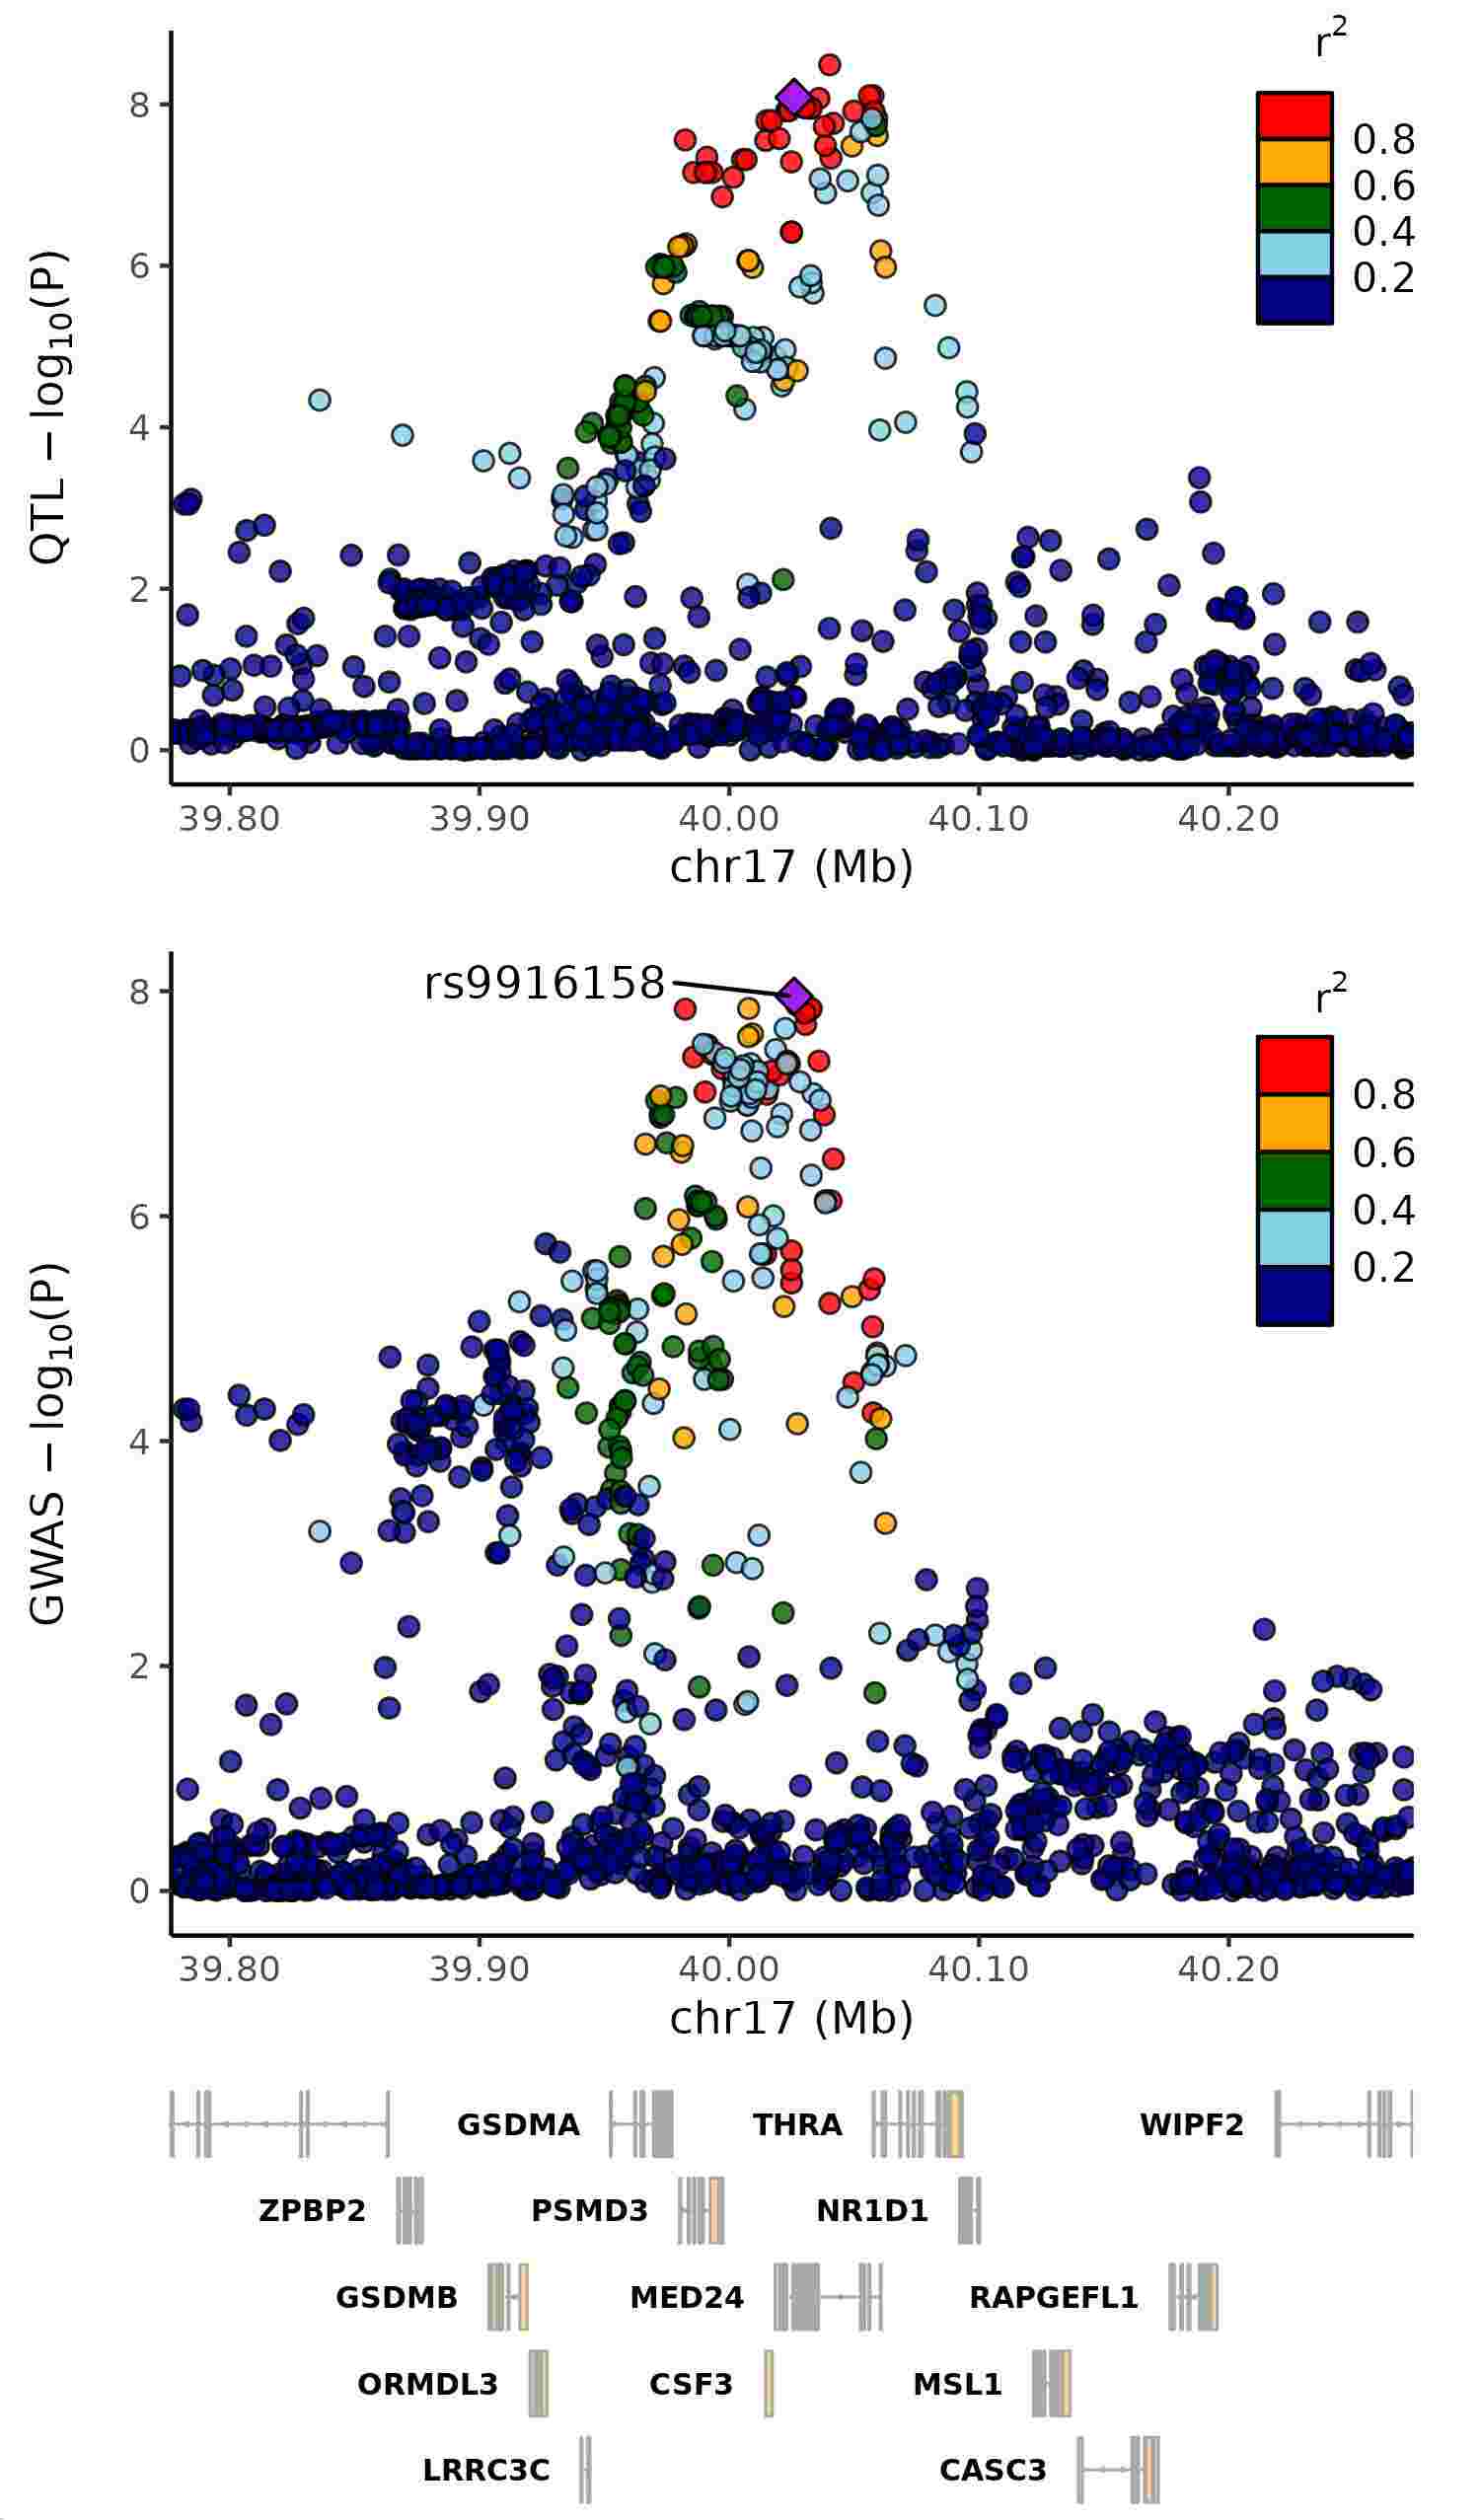 r²
8
6
4
2
0
0.8
0.6
0.4
0.2
QTL −log₁₀(P)
39.80 39.90 40.00 40.10 40.20
chr17 (Mb)
rs9916158
r²
8
6
4
2
0
0.8
0.6
0.4
0.2
GWAS −log₁₀(P)
39.80 39.90 40.00 40.10 40.20
chr17 (Mb)
GSDMA THRA WIPF2
ZPBP2 PSMD3 NR1D1
GSDMB MED24 RAPGEFL1
ORMDL3 CSF3 MSL1
LRRC3C CASC3